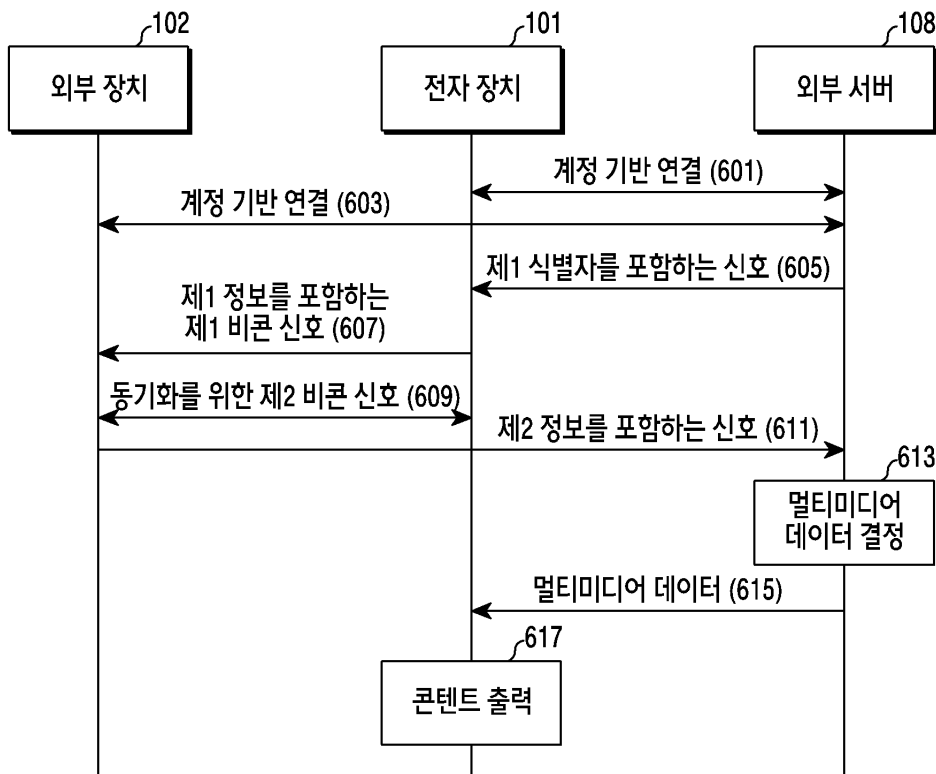 102
외부 장치
101
전자 장치
108
외부 서버
계정 기반 연결 (601)
계정 기반 연결 (603)
제1 식별자를 포함하는 신호 (605)
제1 정보를 포함하는
제1 비콘 신호 (607)
동기화를 위한 제2 비콘 신호 (609)
제2 정보를 포함하는 신호 (611)
613
멀티미디어
데이터 결정
멀티미디어 데이터 (615)
617
콘텐트 출력